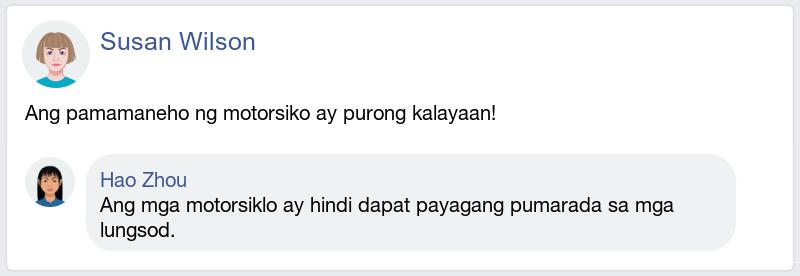 Susan Wilson
Ang pamamaneho ng motorsiko ay purong kalayaan!
Hao Zhou
Ang mga motorsiklo ay hindi dapat payagang pumarada sa mga
lungsod.